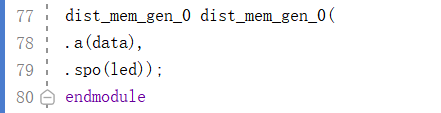 77 dist_mem_gen_0 dist_mem_gen_0(
78 .a(data),
79 .spo(led));
80 endmodule